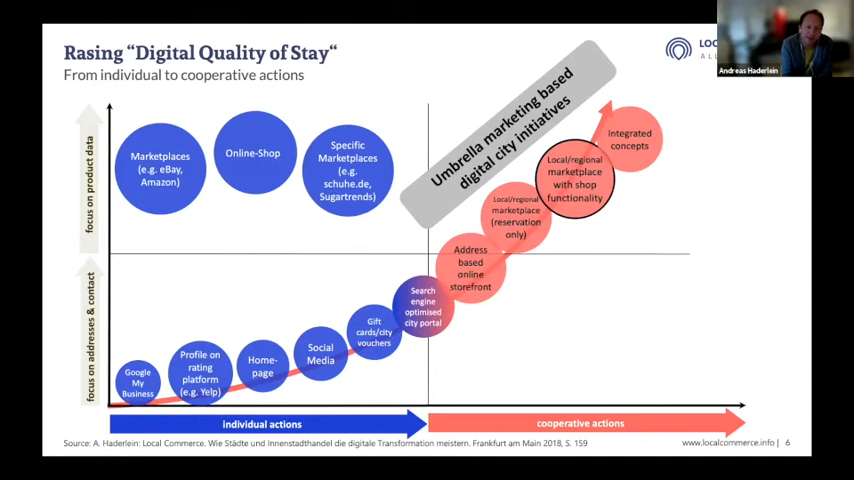 Rasing “Digital Quality of Stay“
From individual to cooperative actions
LOC
ALL
Andreas Haderlein
focus on product data
focus on addresses & contact
Marketplaces
(e.g. eBay,
Amazon)
Online-Shop
Specific
Marketplaces
(e.g.
schuhe.de,
Sugartrends)
Umbrella marketing based
digital city initiatives
Integrated
concepts
Local/regional
marketplace
with shop
functionality
Local/regional
marketplace
(reservation
only)
Address
based
online
storefront
Search
engine
optimised
city portal
Gift
cards/city
vouchers
Social
Media
Home-
page
Profile on
rating
platform
(e.g. Yelp)
Google
My
Business
individual actions
cooperative actions
Source: A. Haderlein: Local Commerce. Wie Städte und Innenstadthandel die digitale Transformation meistern. Frankfurt am Main 2018, S. 159
www.localcommerce.info | 6